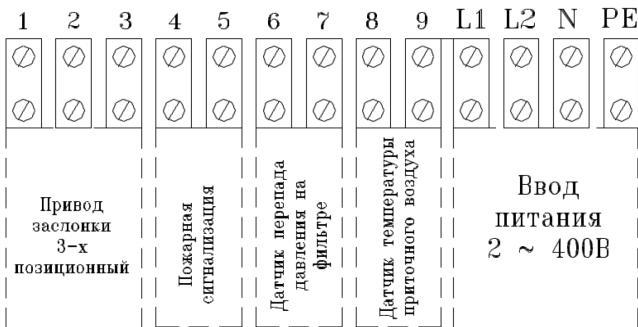 1 2 3 4 5 6 7 8 9 L1 L2 N PE
Привод
заслонки
3-х
позиционный
Пожарная
сигнализация
Датчик перепада
давления на
фильтре
Датчик температуры
приточного воздуха
Ввод
питания
2 ~ 400В